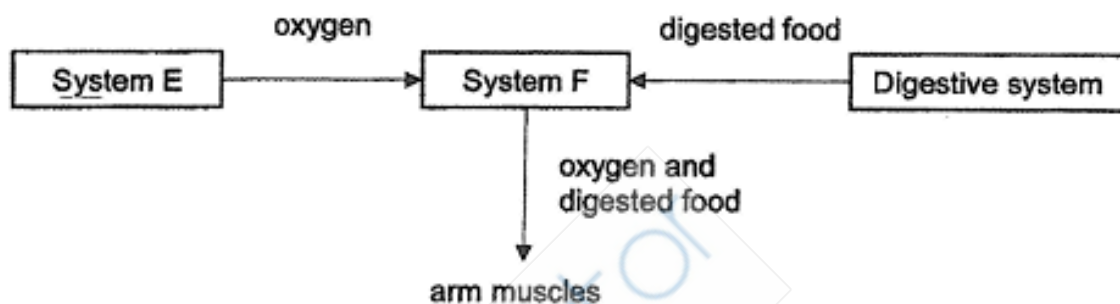 oxygen
digested food
System E
System F
Digestive system
oxygen and
digested food
arm muscles